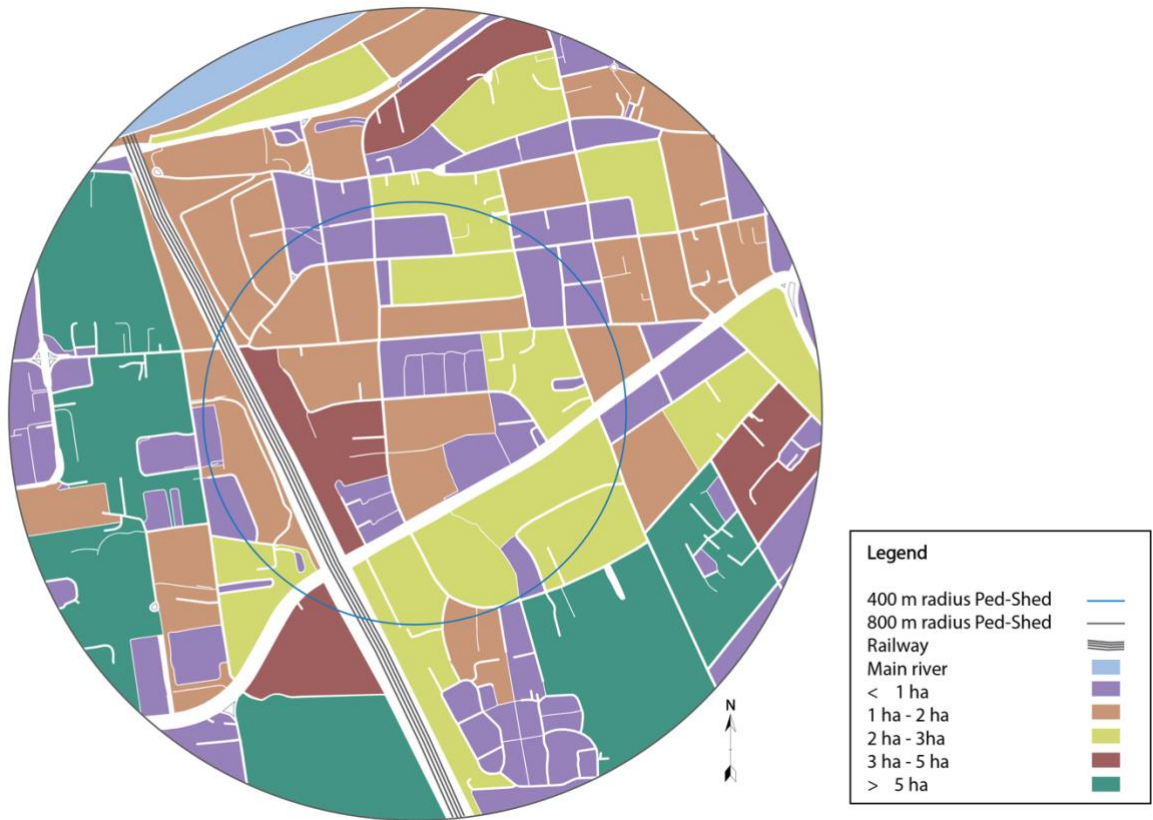 N
Legend
400 m radius Ped-Shed
800 m radius Ped-Shed
Railway
Main river
< 1 ha
1 ha - 2 ha
2 ha - 3ha
3 ha - 5 ha
> 5 ha